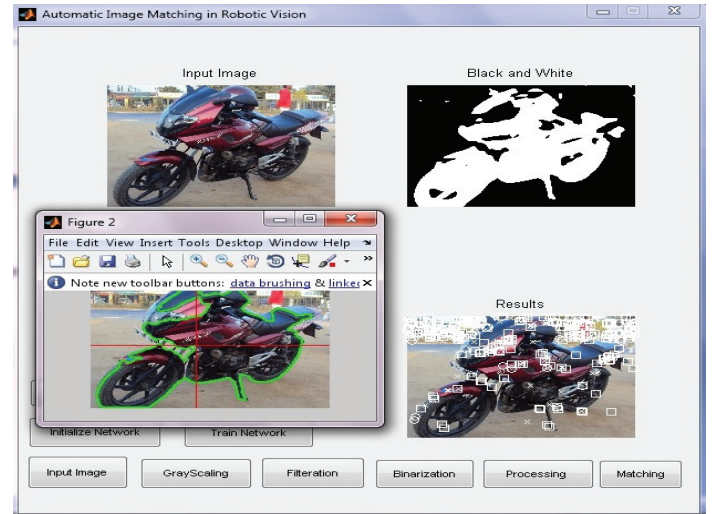 Automatic Image Matching in Robotic Vision
Input Image
Black and White
Figure 2
File Edit View Insert Tools Desktop Window Help
Note new toolbar buttons: data brushing & linked
Results
Initialize Network
Train Network
Input Image
GrayScaling
Filteration
Binarization
Processing
Matching